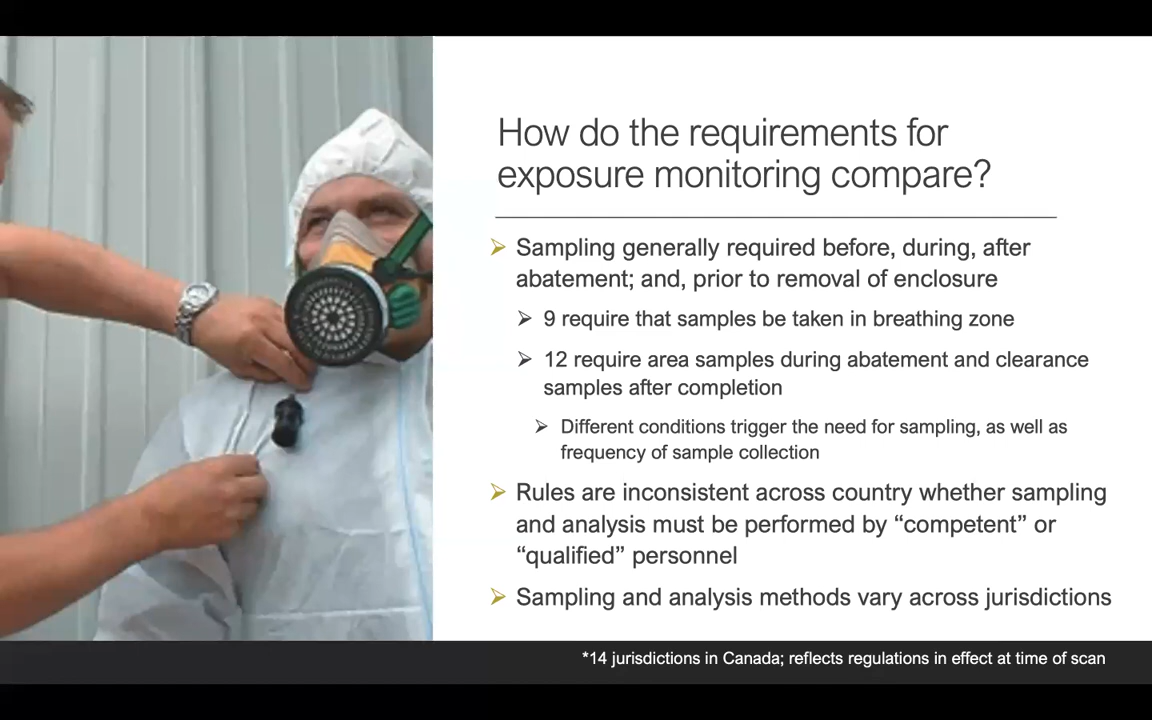 How do the requirements for
exposure monitoring compare?
Sampling generally required before, during, after
abatement; and, prior to removal of enclosure
9 require that samples be taken in breathing zone
12 require area samples during abatement and clearance
samples after completion
Different conditions trigger the need for sampling, as well as
frequency of sample collection
Rules are inconsistent across country whether sampling
and analysis must be performed by “competent” or
“qualified” personnel
Sampling and analysis methods vary across jurisdictions
*14 jurisdictions in Canada; reflects regulations in effect at time of scan